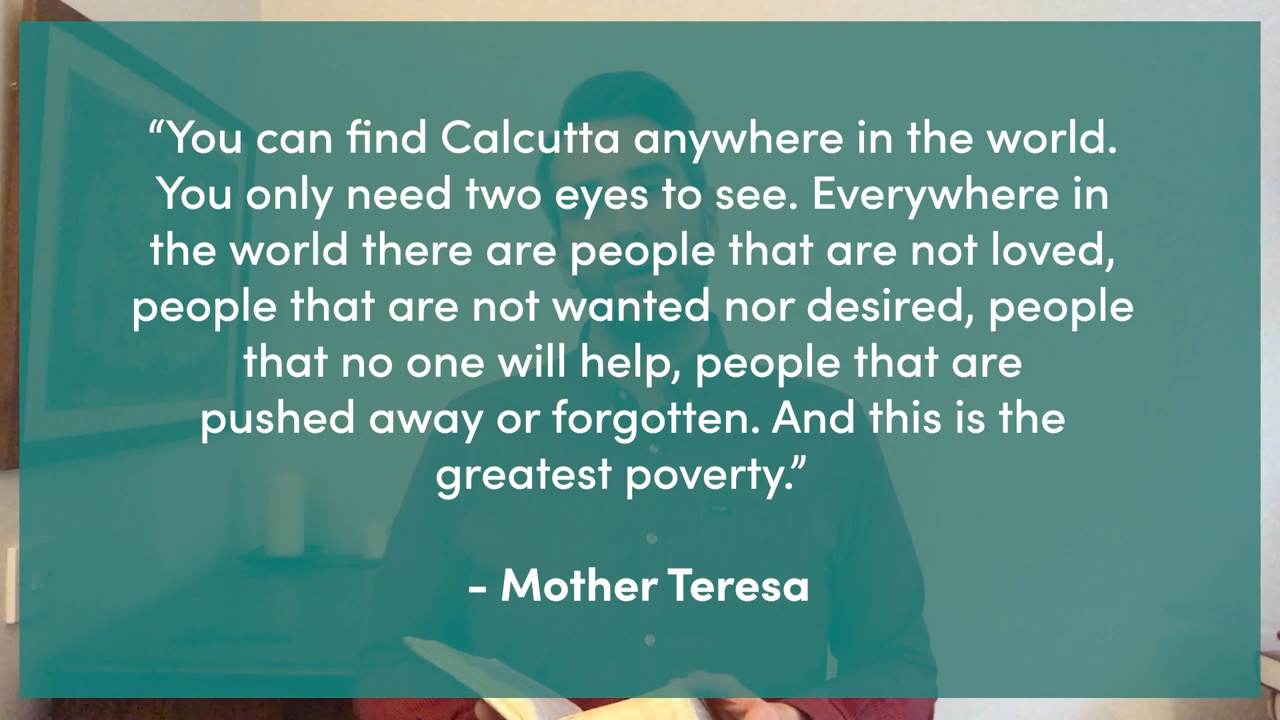 “You can find Calcutta anywhere in the world.
You only need two eyes to see. Everywhere in
the world there are people that are not loved,
people that are not wanted nor desired, people
that no one will help, people that are
pushed away or forgotten. And this is the
greatest poverty.”
- Mother Teresa